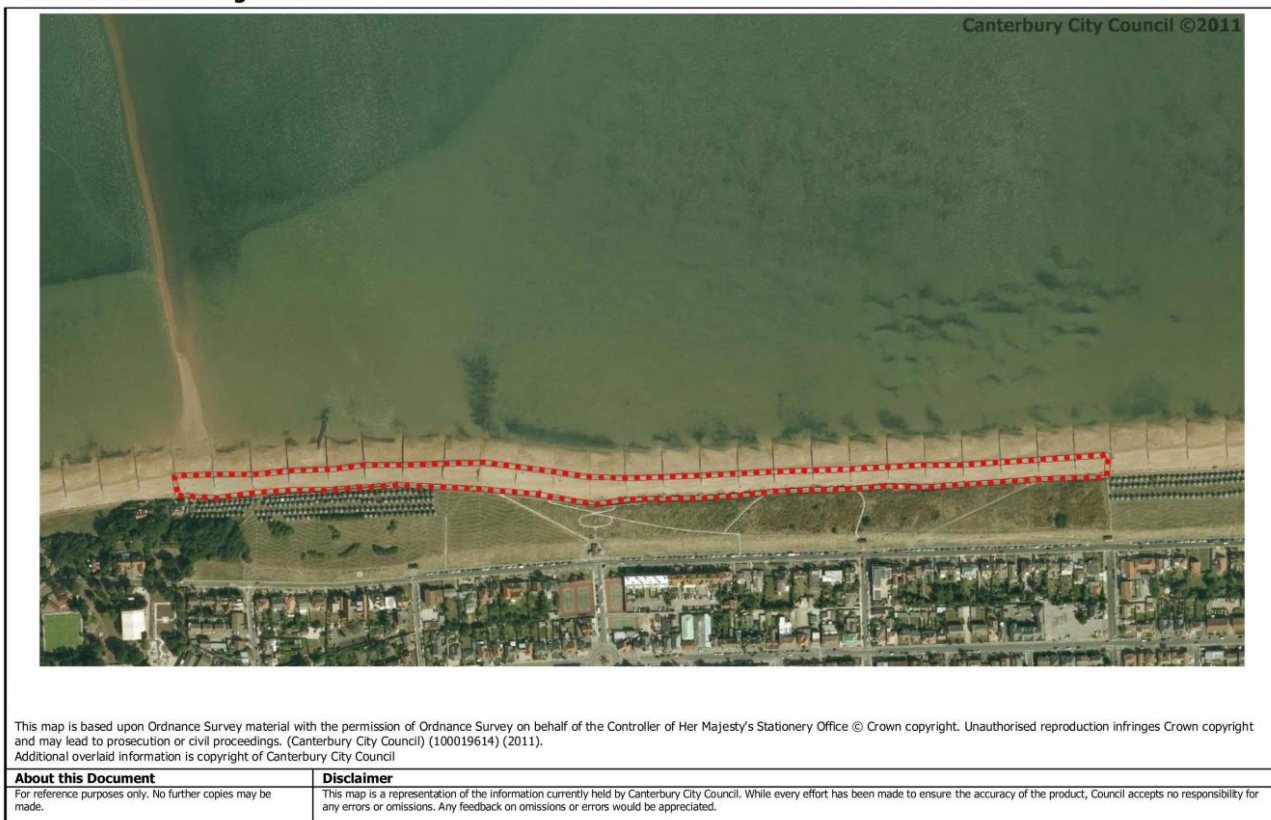 Canterbury City Council ©2011
This map is based upon Ordnance Survey material with the permission of Ordnance Survey on behalf of the Controller of Her Majesty's Stationery Office © Crown copyright. Unauthorised reproduction infringes Crown copyright
and may lead to prosecution or civil proceedings. (Canterbury City Council) (100019614) (2011).
Additional overlaid information is copyright of Canterbury City Council
About this Document
For reference purposes only. No further copies may be
made.
Disclaimer
This map is a representation of the information currently held by Canterbury City Council. While every effort has been made to ensure the accuracy of the product, Council accepts no responsibility for
any errors or omissions. Any feedback on omissions or errors would be appreciated.